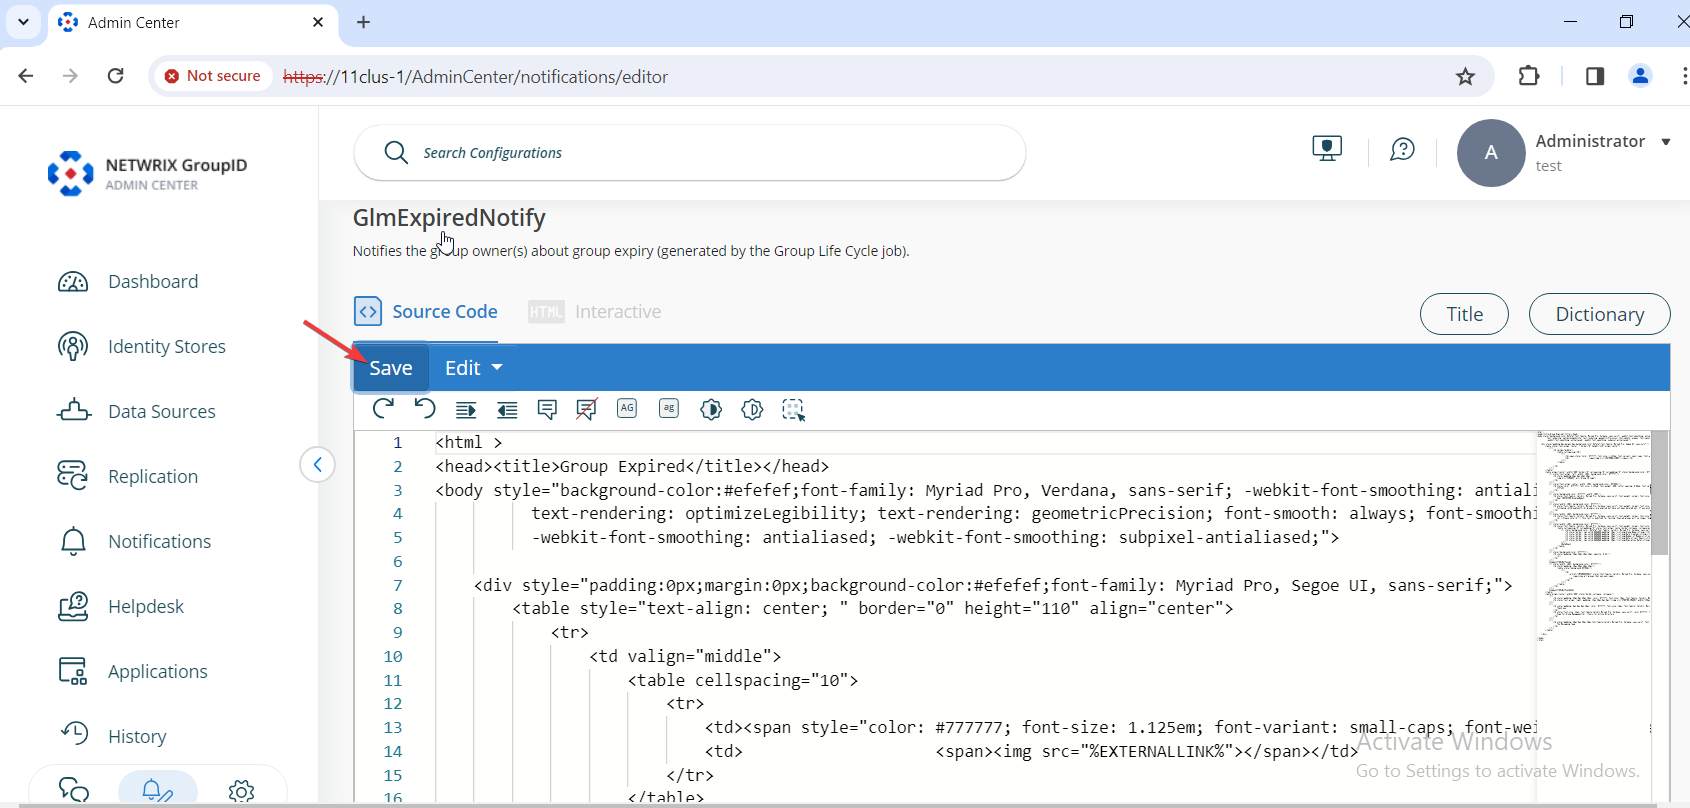 Admin Center
Not secure
https://11clus-1/AdminCenter/notifications/editor
NETWRIX GroupID
ADMIN CENTER
Search Configurations
A
Administrator
test
GlmExpiredNotify
Notifies the group owner(s) about group expiry (generated by the Group Life Cycle job).
Dashboard
Identity Stores
Data Sources
Replication
Notifications
Helpdesk
Applications
History
<> Source Code
HTML Interactive
Title
Dictionary
Save
Edit
AG
ag
1 <html >
2 <head><title>Group Expired</title></head>
3 <body style="background-color:#efefef;font-family: Myriad Pro, Verdana, sans-serif; -webkit-font-smoothing: antiali
4 text-rendering: optimizeLegibility; text-rendering: geometricPrecision; font-smooth: always; font-smoothi
5 -webkit-font-smoothing: antialiased; -webkit-font-smoothing: subpixel-antialiased;">
6
7 <div style="padding:0px;margin:0px;background-color:#efefef;font-family: Myriad Pro, Segoe UI, sans-serif;">
8 <table style="text-align: center; " border="0" height="110" align="center">
9 <tr>
10 <td valign="middle">
11 <table cellspacing="10">
12 <tr>
13 <td><span style="color: #777777; font-size: 1.125em; font-variant: small-caps; font-wei
14 <td> <span><img src="%EXTERNALLINK%"></span></td>
15 </tr>
16 </table>
Activate Windows
Go to Settings to activate Windows.